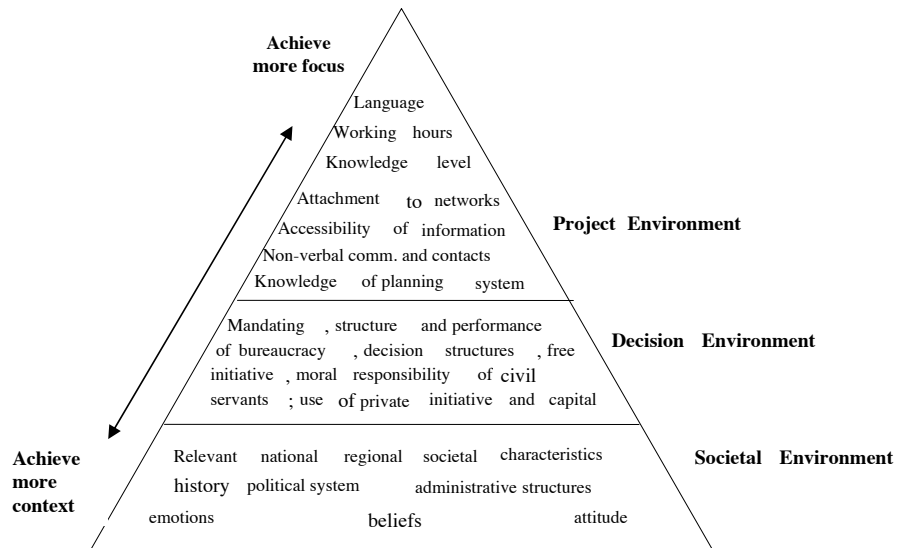 Achieve
more focus
Language
Working hours
Knowledge level
Attachment to networks
Accessibility of information
Non-verbal comm. and contacts
Knowledge of planning system
Project Environment
Mandating , structure and performance
of bureaucracy , decision structures , free
initiative , moral responsibility of civil
servants ; use of private initiative and capital
Decision Environment
Achieve
more
context
Relevant national regional societal characteristics
history political system administrative structures
emotions beliefs attitude
Societal Environment